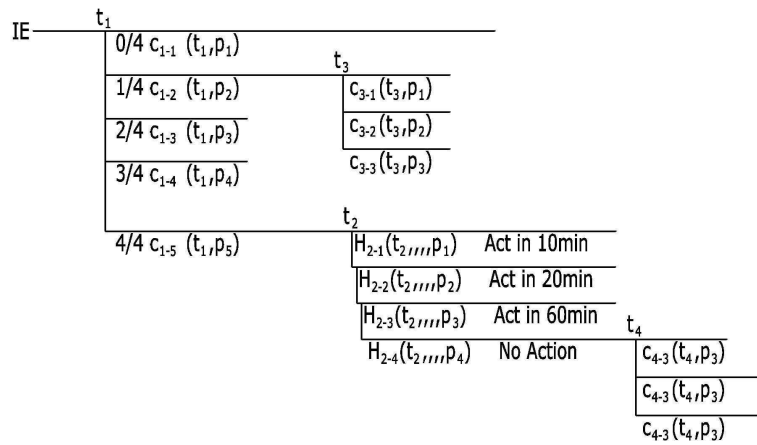 t₁
IE
0/4 c₁₋₁ (t₁,p₁)
t₃
1/4 c₁₋₂ (t₁,p₂)
c₃₋₁(t₃,p₁)
2/4 c₁₋₃ (t₁,p₃)
c₃₋₂(t₃,p₂)
3/4 c₁₋₄ (t₁,p₄)
c₃₋₃(t₃,p₃)
t₂
4/4 c₁₋₅ (t₁,p₅)
H₂₋₁(t₂,,,,p₁) Act in 10min
H₂₋₂(t₂,,,,p₂) Act in 20min
H₂₋₃(t₂,,,,p₃) Act in 60min
t₄
H₂₋₄(t₂,,,,p₄) No Action
c₄₋₃(t₄,p₃)
c₄₋₃(t₄,p₃)
c₄₋₃(t₄,p₃)